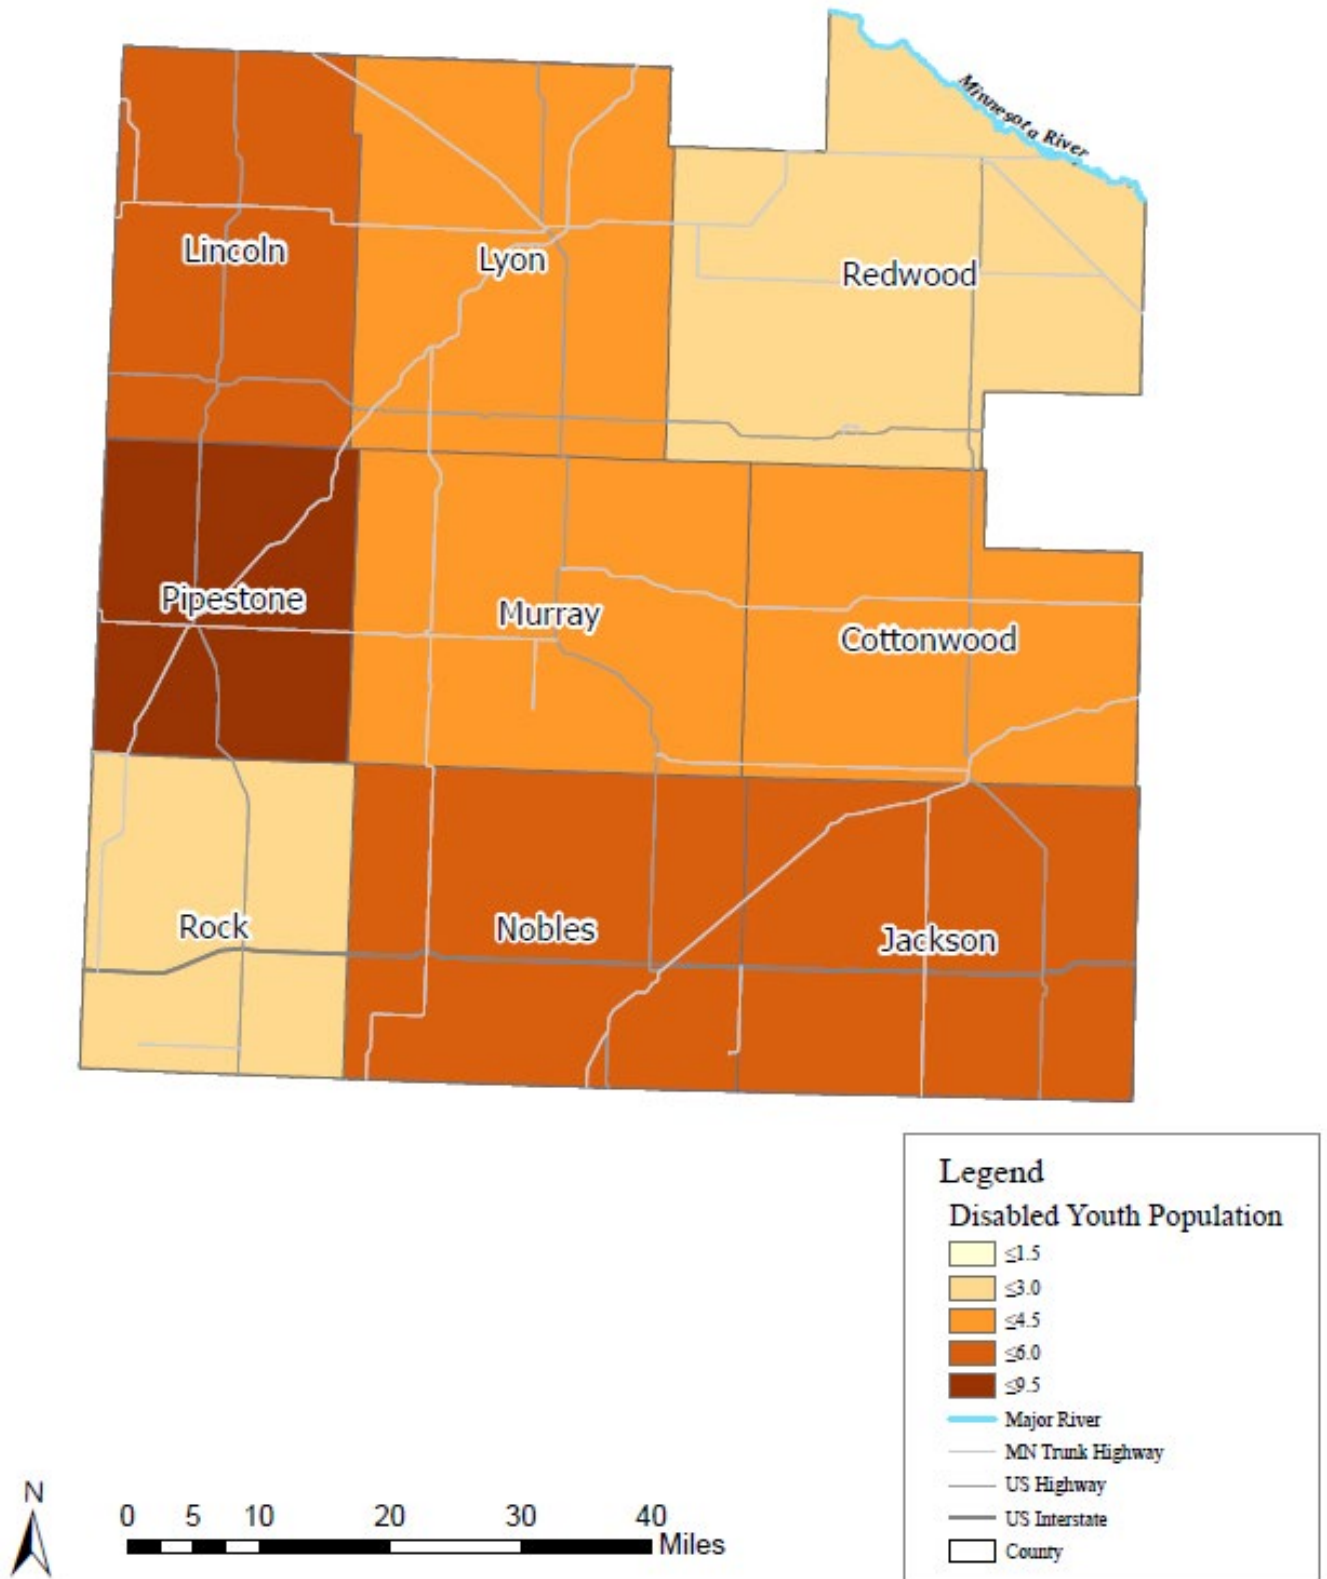 Minnesota River
Lincoln
Lyon
Redwood
Pipestone
Murray
Cottonwood
Rock
Nobles
Jackson
Legend
Disabled Youth Population
≤1.5
≤3.0
≤4.5
≤6.0
≤9.5
Major River
MN Trunk Highway
US Highway
US Interstate
County
N
0 5 10 20 30 40
Miles